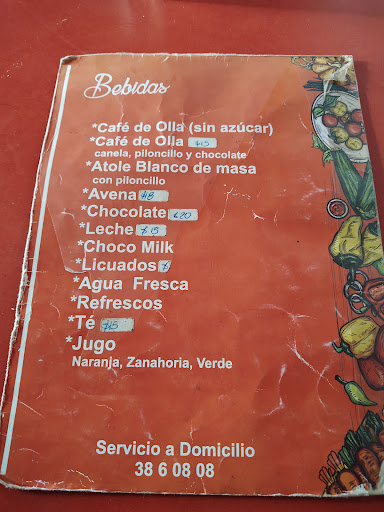 Bebidas
*Café de Olla (sin azúcar)
*Café de Olla $15
canela, piloncillo y chocolate
*Atole Blanco de masa
con piloncillo
*Avena
*Chocolate $20
*Leche $15
*Choco Milk
*Licuados $
*Agua Fresca
*Refrescos
*Té $15
*Jugo
Naranja, Zanahoria, Verde
Servicio a Domicilio
38 6 08 08